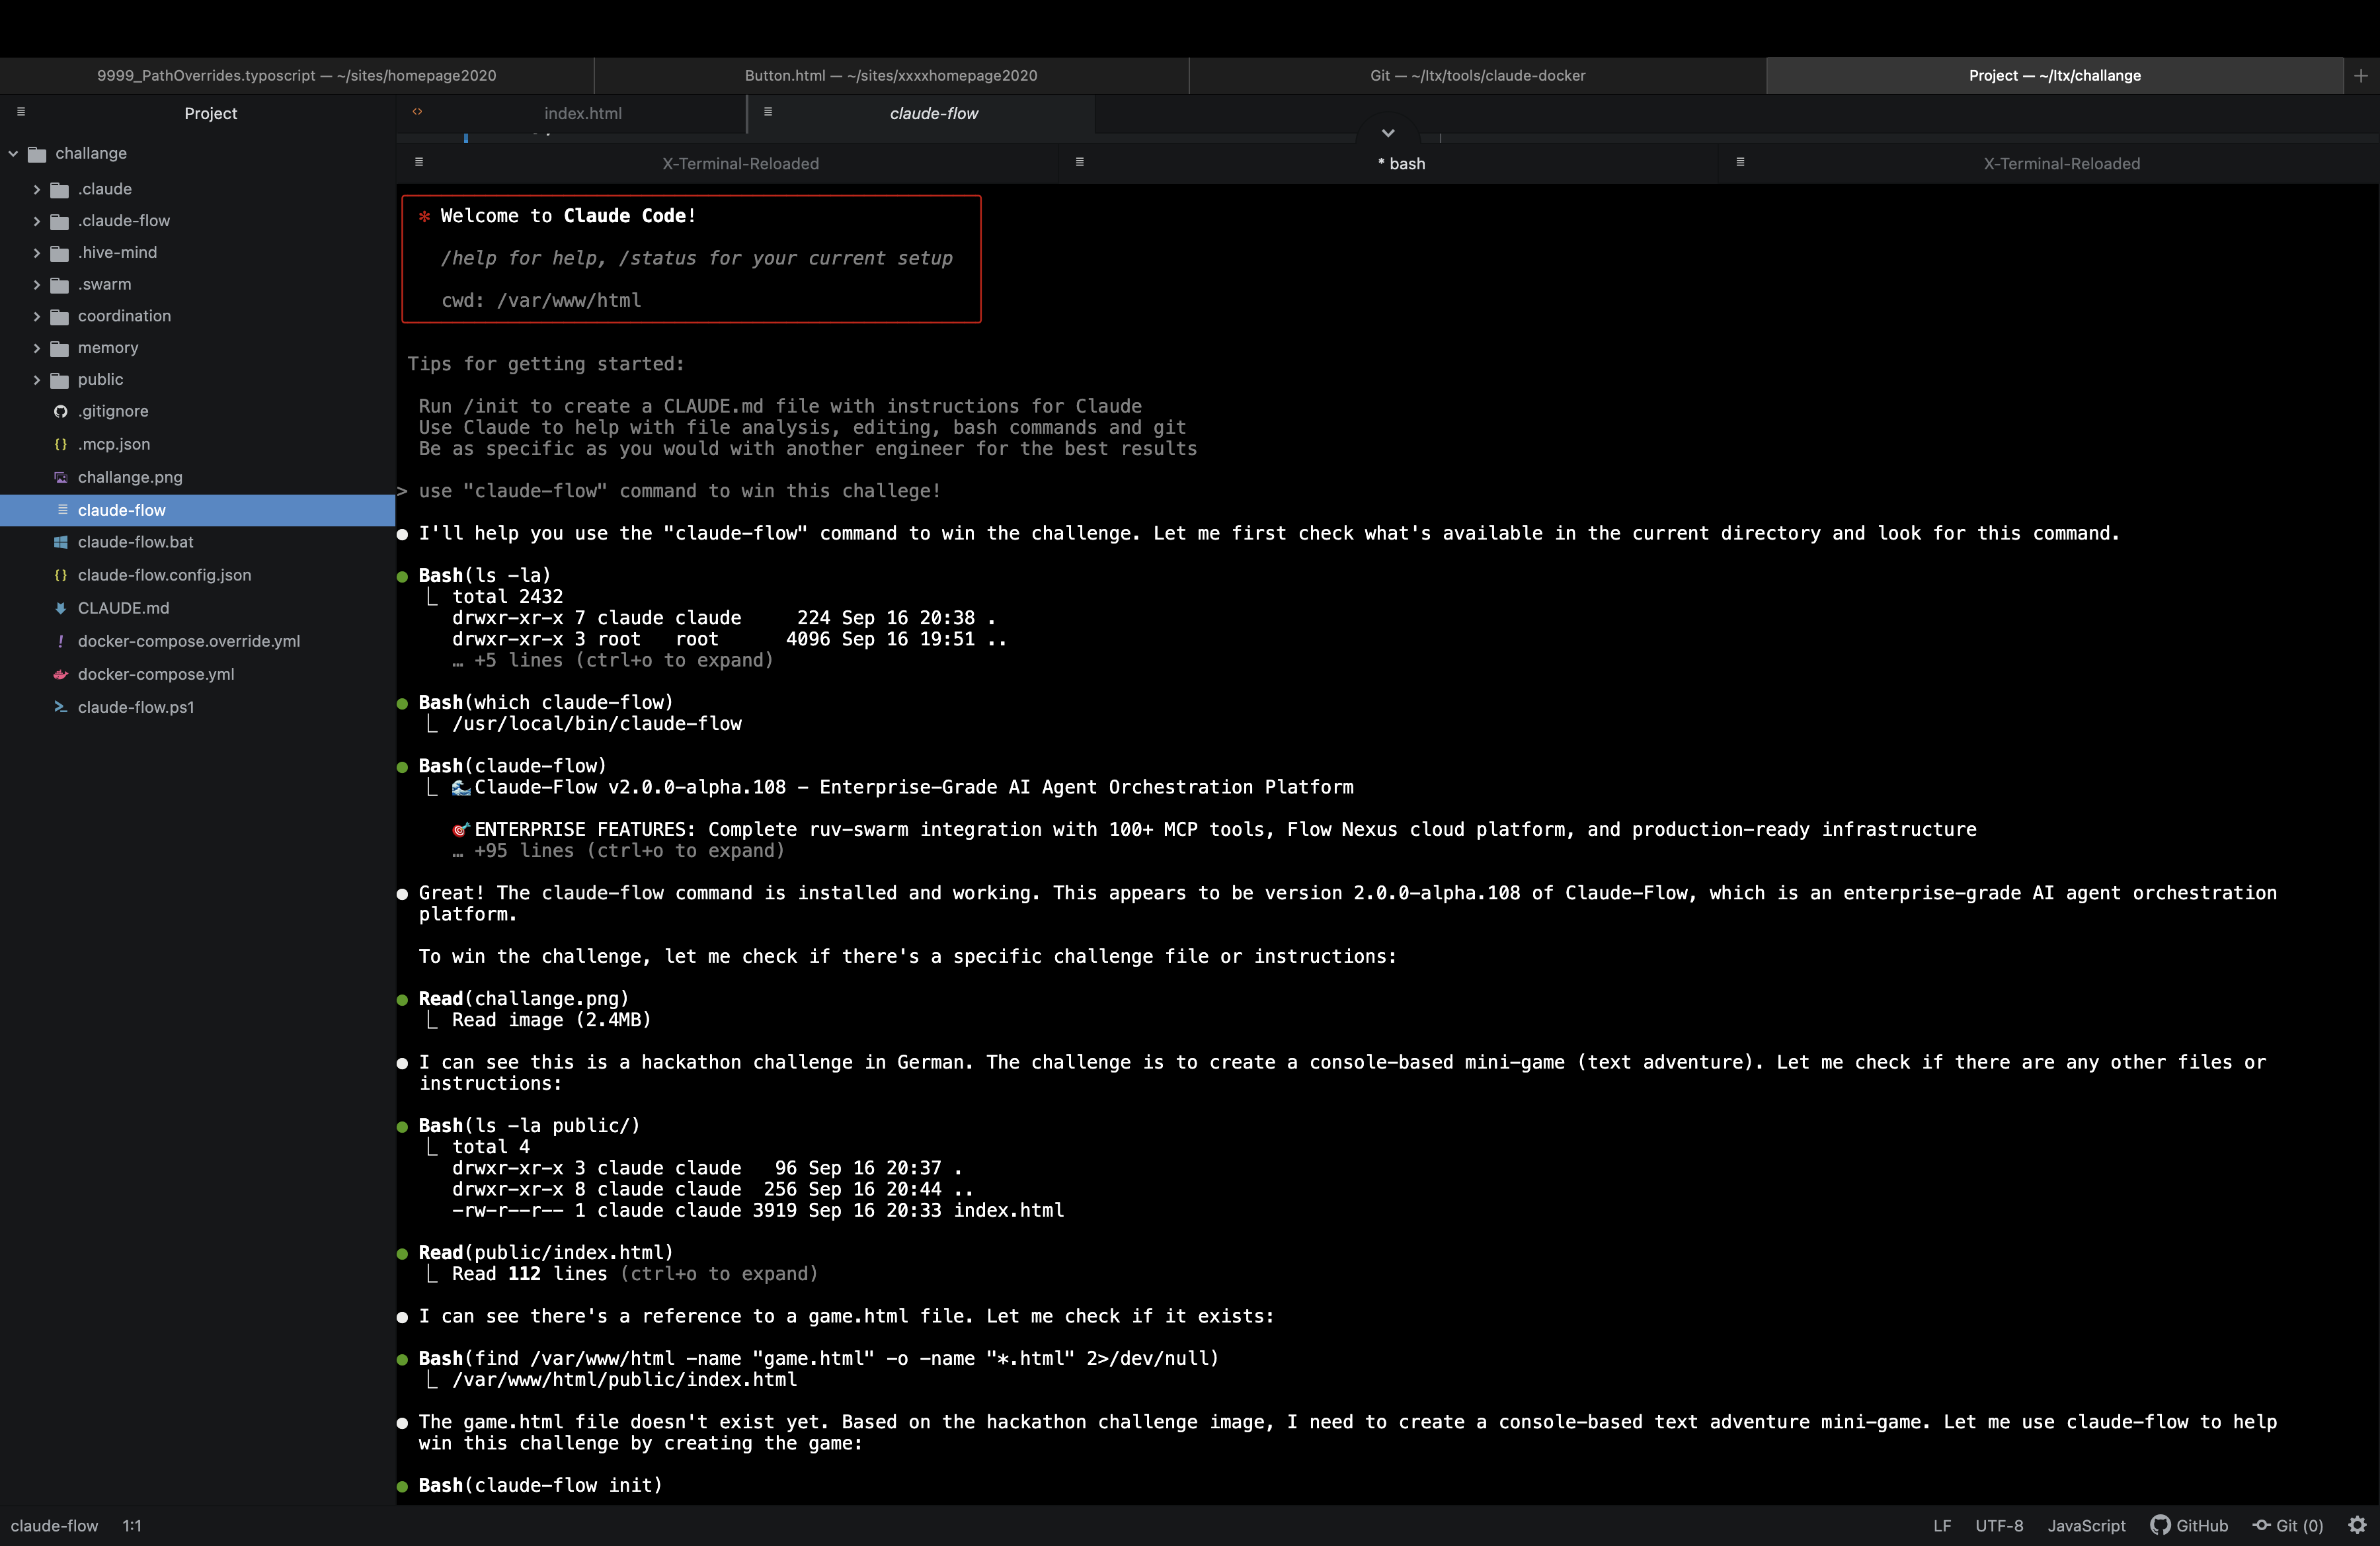 9999_PathOverrides.typoscript — ~/sites/homepage2020
Button.html — ~/sites/xxxxhomepage2020
Git — ~/ltx/tools/claude-docker
Project — ~/ltx/challange
Project
index.html
claude-flow
challange
.claude
.claude-flow
.hive-mind
.swarm
coordination
memory
public
.gitignore
.mcp.json
challange.png
claude-flow
claude-flow.bat
claude-flow.config.json
CLAUDE.md
docker-compose.override.yml
docker-compose.yml
claude-flow.ps1
X-Terminal-Reloaded
* bash
X-Terminal-Reloaded
* Welcome to Claude Code!
/help for help, /status for your current setup
cwd: /var/www/html
Tips for getting started:
Run /init to create a CLAUDE.md file with instructions for Claude
Use Claude to help with file analysis, editing, bash commands and git
Be as specific as you would with another engineer for the best results
> use "claude-flow" command to win this challege!
● I'll help you use the "claude-flow" command to win the challenge. Let me first check what's available in the current directory and look for this command.
● Bash(ls -la)
⎿ total 2432
drwxr-xr-x 7 claude claude     224 Sep 16 20:38 .
drwxr-xr-x 3 root   root      4096 Sep 16 19:51 ..
… +5 lines (ctrl+o to expand)
● Bash(which claude-flow)
⎿ /usr/local/bin/claude-flow
● Bash(claude-flow)
⎿ 🌊 Claude-Flow v2.0.0-alpha.108 - Enterprise-Grade AI Agent Orchestration Platform
🎯 ENTERPRISE FEATURES: Complete ruv-swarm integration with 100+ MCP tools, Flow Nexus cloud platform, and production-ready infrastructure
… +95 lines (ctrl+o to expand)
● Great! The claude-flow command is installed and working. This appears to be version 2.0.0-alpha.108 of Claude-Flow, which is an enterprise-grade AI agent orchestration
platform.
To win the challenge, let me check if there's a specific challenge file or instructions:
● Read(challange.png)
⎿ Read image (2.4MB)
● I can see this is a hackathon challenge in German. The challenge is to create a console-based mini-game (text adventure). Let me check if there are any other files or
instructions:
● Bash(ls -la public/)
⎿ total 4
drwxr-xr-x 3 claude claude   96 Sep 16 20:37 .
drwxr-xr-x 8 claude claude  256 Sep 16 20:44 ..
-rw-r--r-- 1 claude claude 3919 Sep 16 20:33 index.html
● Read(public/index.html)
⎿ Read 112 lines (ctrl+o to expand)
● I can see there's a reference to a game.html file. Let me check if it exists:
● Bash(find /var/www/html -name "game.html" -o -name "*.html" 2>/dev/null)
⎿ /var/www/html/public/index.html
● The game.html file doesn't exist yet. Based on the hackathon challenge image, I need to create a console-based text adventure mini-game. Let me use claude-flow to help
win this challenge by creating the game:
● Bash(claude-flow init)
claude-flow 1:1
LF UTF-8 JavaScript GitHub Git (0)